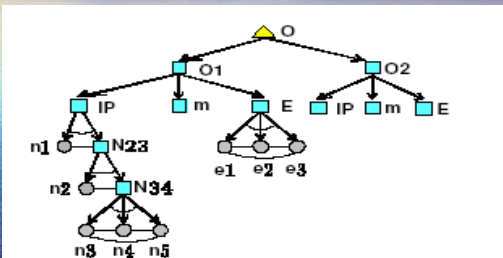 O
O1 O2
IP m E IP m E
n1 N23
e1 e2 e3
n2 N34
n3 n4 n5